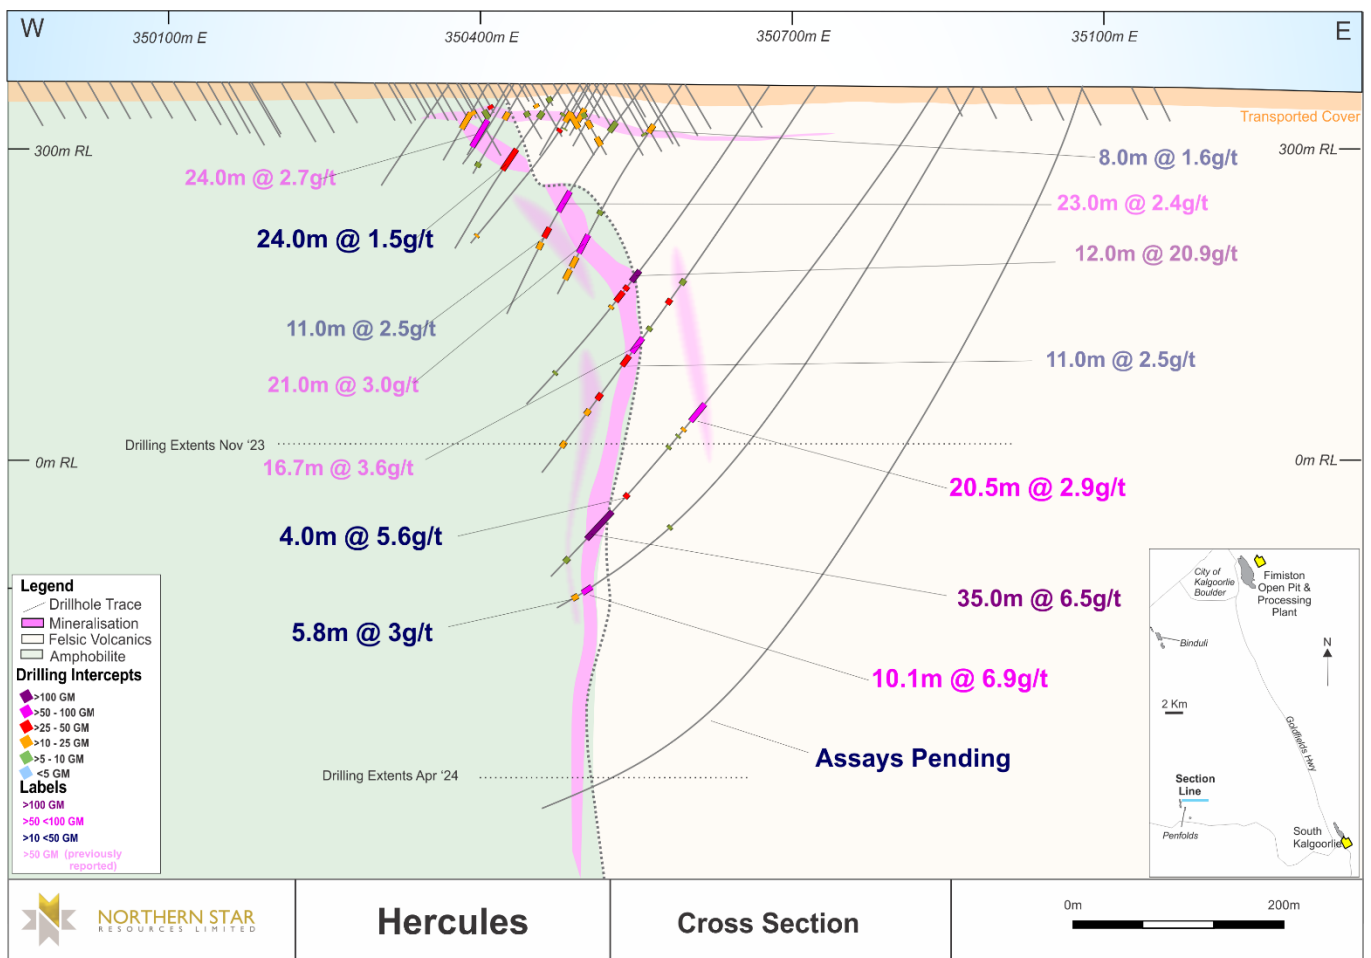 W
350100m E
350400m E
350700m E
35100m E
E
Transported Cover
300m RL
300m RL
24.0m @ 2.7g/t
8.0m @ 1.6g/t
23.0m @ 2.4g/t
24.0m @ 1.5g/t
12.0m @ 20.9g/t
11.0m @ 2.5g/t
11.0m @ 2.5g/t
21.0m @ 3.0g/t
Drilling Extents Nov '23
16.7m @ 3.6g/t
0m RL
0m RL
20.5m @ 2.9g/t
4.0m @ 5.6g/t
35.0m @ 6.5g/t
5.8m @ 3g/t
10.1m @ 6.9g/t
Assays Pending
Drilling Extents Apr '24
Legend
Drillhole Trace
Mineralisation
Felsic Volcanics
Amphobilite
Drilling Intercepts
>100 GM
>50 - 100 GM
>25 - 50 GM
>10 - 25 GM
>5 - 10 GM
<5 GM
Labels
>100 GM
>50 <100 GM
>10 <50 GM
>50 GM (previously
reported)
City of
Kalgoorlie
Boulder
Fimiston
Open Pit &
Processing
Plant
Binduli
N
2 Km
Goldfields Hwy
Section
Line
Penfolds
South
Kalgoorlie
NORTHERN STAR
RESOURCES LIMITED
Hercules
Cross Section
0m
200m